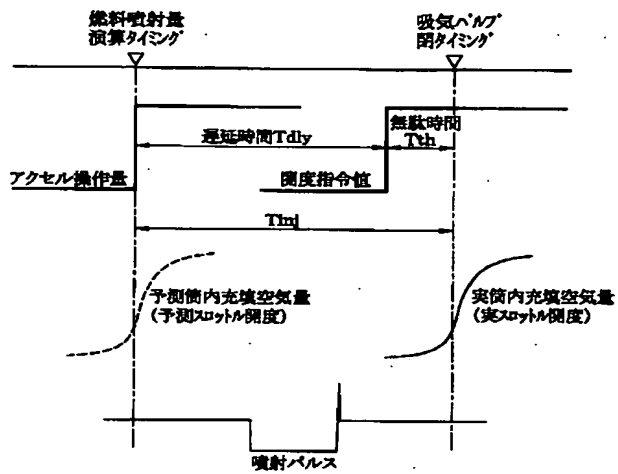 燃料噴射量
演算タイミング
吸気バルブ
閉タイミング
遅延時間Tdly
無駄時間
Tth
アクセル操作量
開度指令値
Tinj
予測筒内充填空気量
(予測スロットル開度)
実筒内充填空気量
(実スロットル開度)
噴射パルス